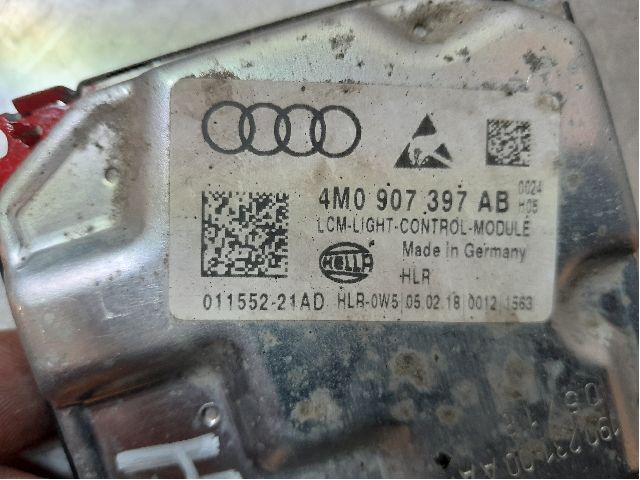 4M0 907 397 AB 0024 H05
LCM-LIGHT-CONTROL-MODULE
Made in Germany
HELLA HLR
011552-21AD HLR-0W5 05.02.18 0012 1563